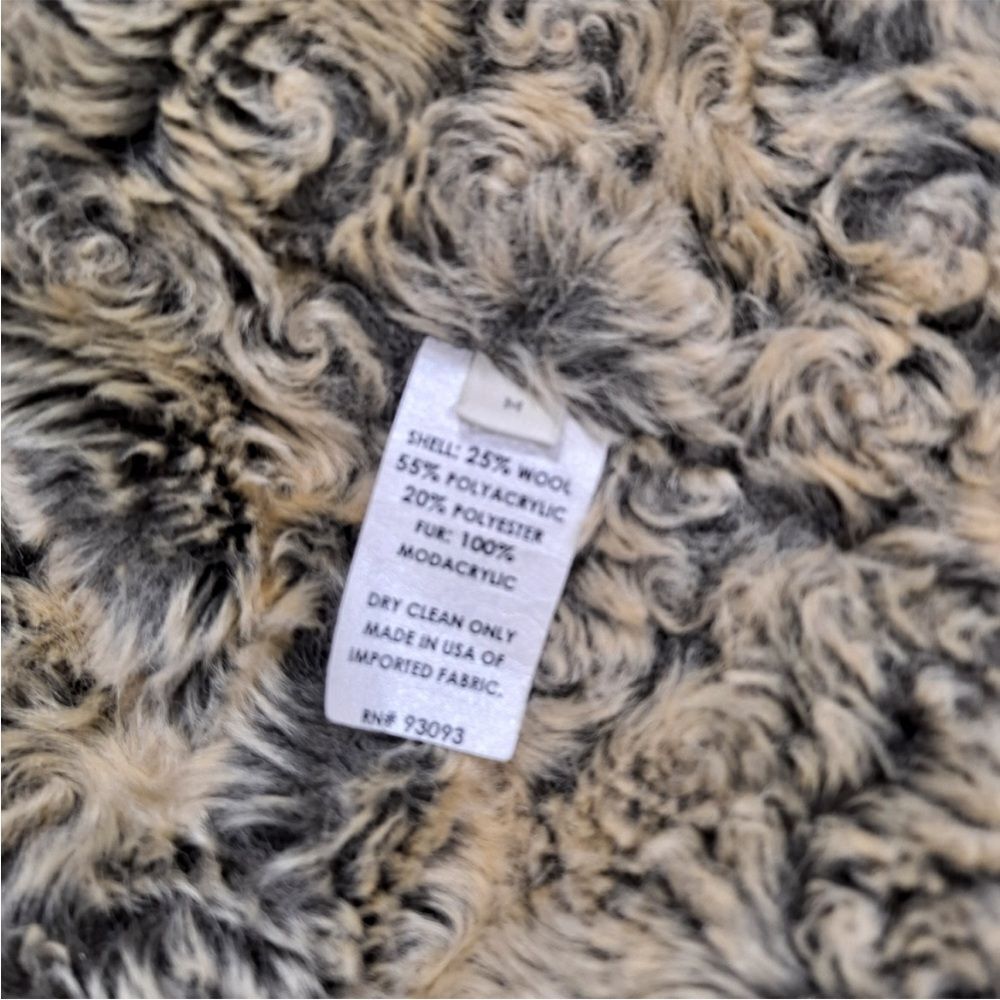 M
SHELL: 25% WOOL
55% POLYACRYLIC
20% POLYESTER
FUR: 100%
MODACRYLIC
DRY CLEAN ONLY
MADE IN USA OF
IMPORTED FABRIC.
RN# 93093